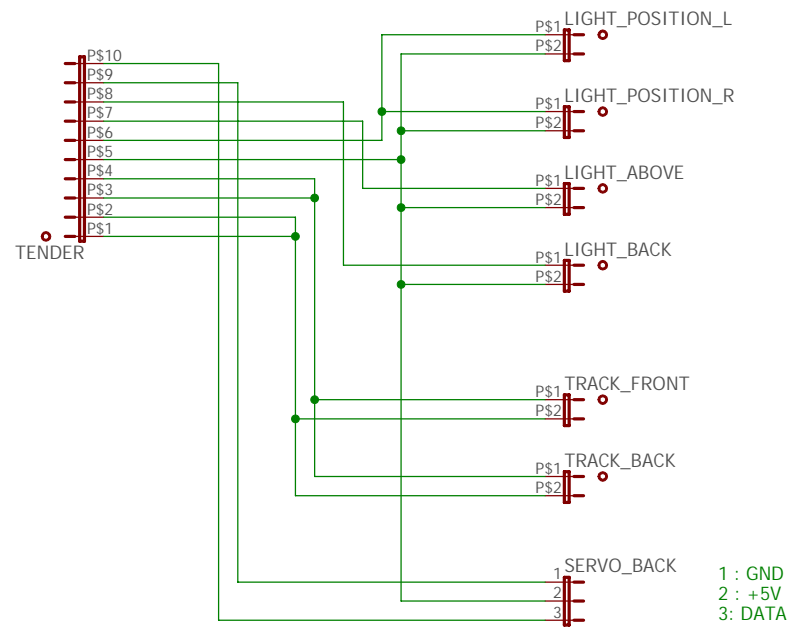 LIGHT_POSITION_L
P$1
P$2
P$10
P$9
P$8
P$7
P$6
P$5
P$4
P$3
P$2
P$1
TENDER
LIGHT_POSITION_R
P$1
P$2
LIGHT_ABOVE
P$1
P$2
LIGHT_BACK
P$1
P$2
TRACK_FRONT
P$1
P$2
TRACK_BACK
P$1
P$2
SERVO_BACK
1
2
3
1 : GND
2 : +5V
3: DATA